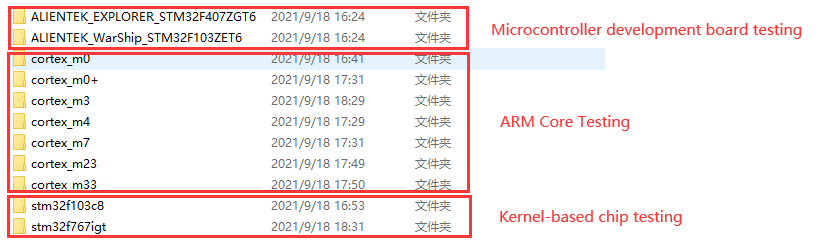 ALIENTEK_EXPLORER_STM32F407ZGT6 2021/9/18 16:24 文件夹
ALIENTEK_WarShip_STM32F103ZET6 2021/9/18 16:24 文件夹
Microcontroller development board testing
cortex_m0 2021/9/18 16:41 文件夹
cortex_m0+ 2021/9/18 17:31 文件夹
cortex_m3 2021/9/18 18:29 文件夹
cortex_m4 2021/9/18 17:29 文件夹
cortex_m7 2021/9/18 17:31 文件夹
cortex_m23 2021/9/18 17:49 文件夹
cortex_m33 2021/9/18 17:50 文件夹
ARM Core Testing
stm32f103c8 2021/9/18 16:53 文件夹
stm32f767igt 2021/9/18 18:31 文件夹
Kernel-based chip testing